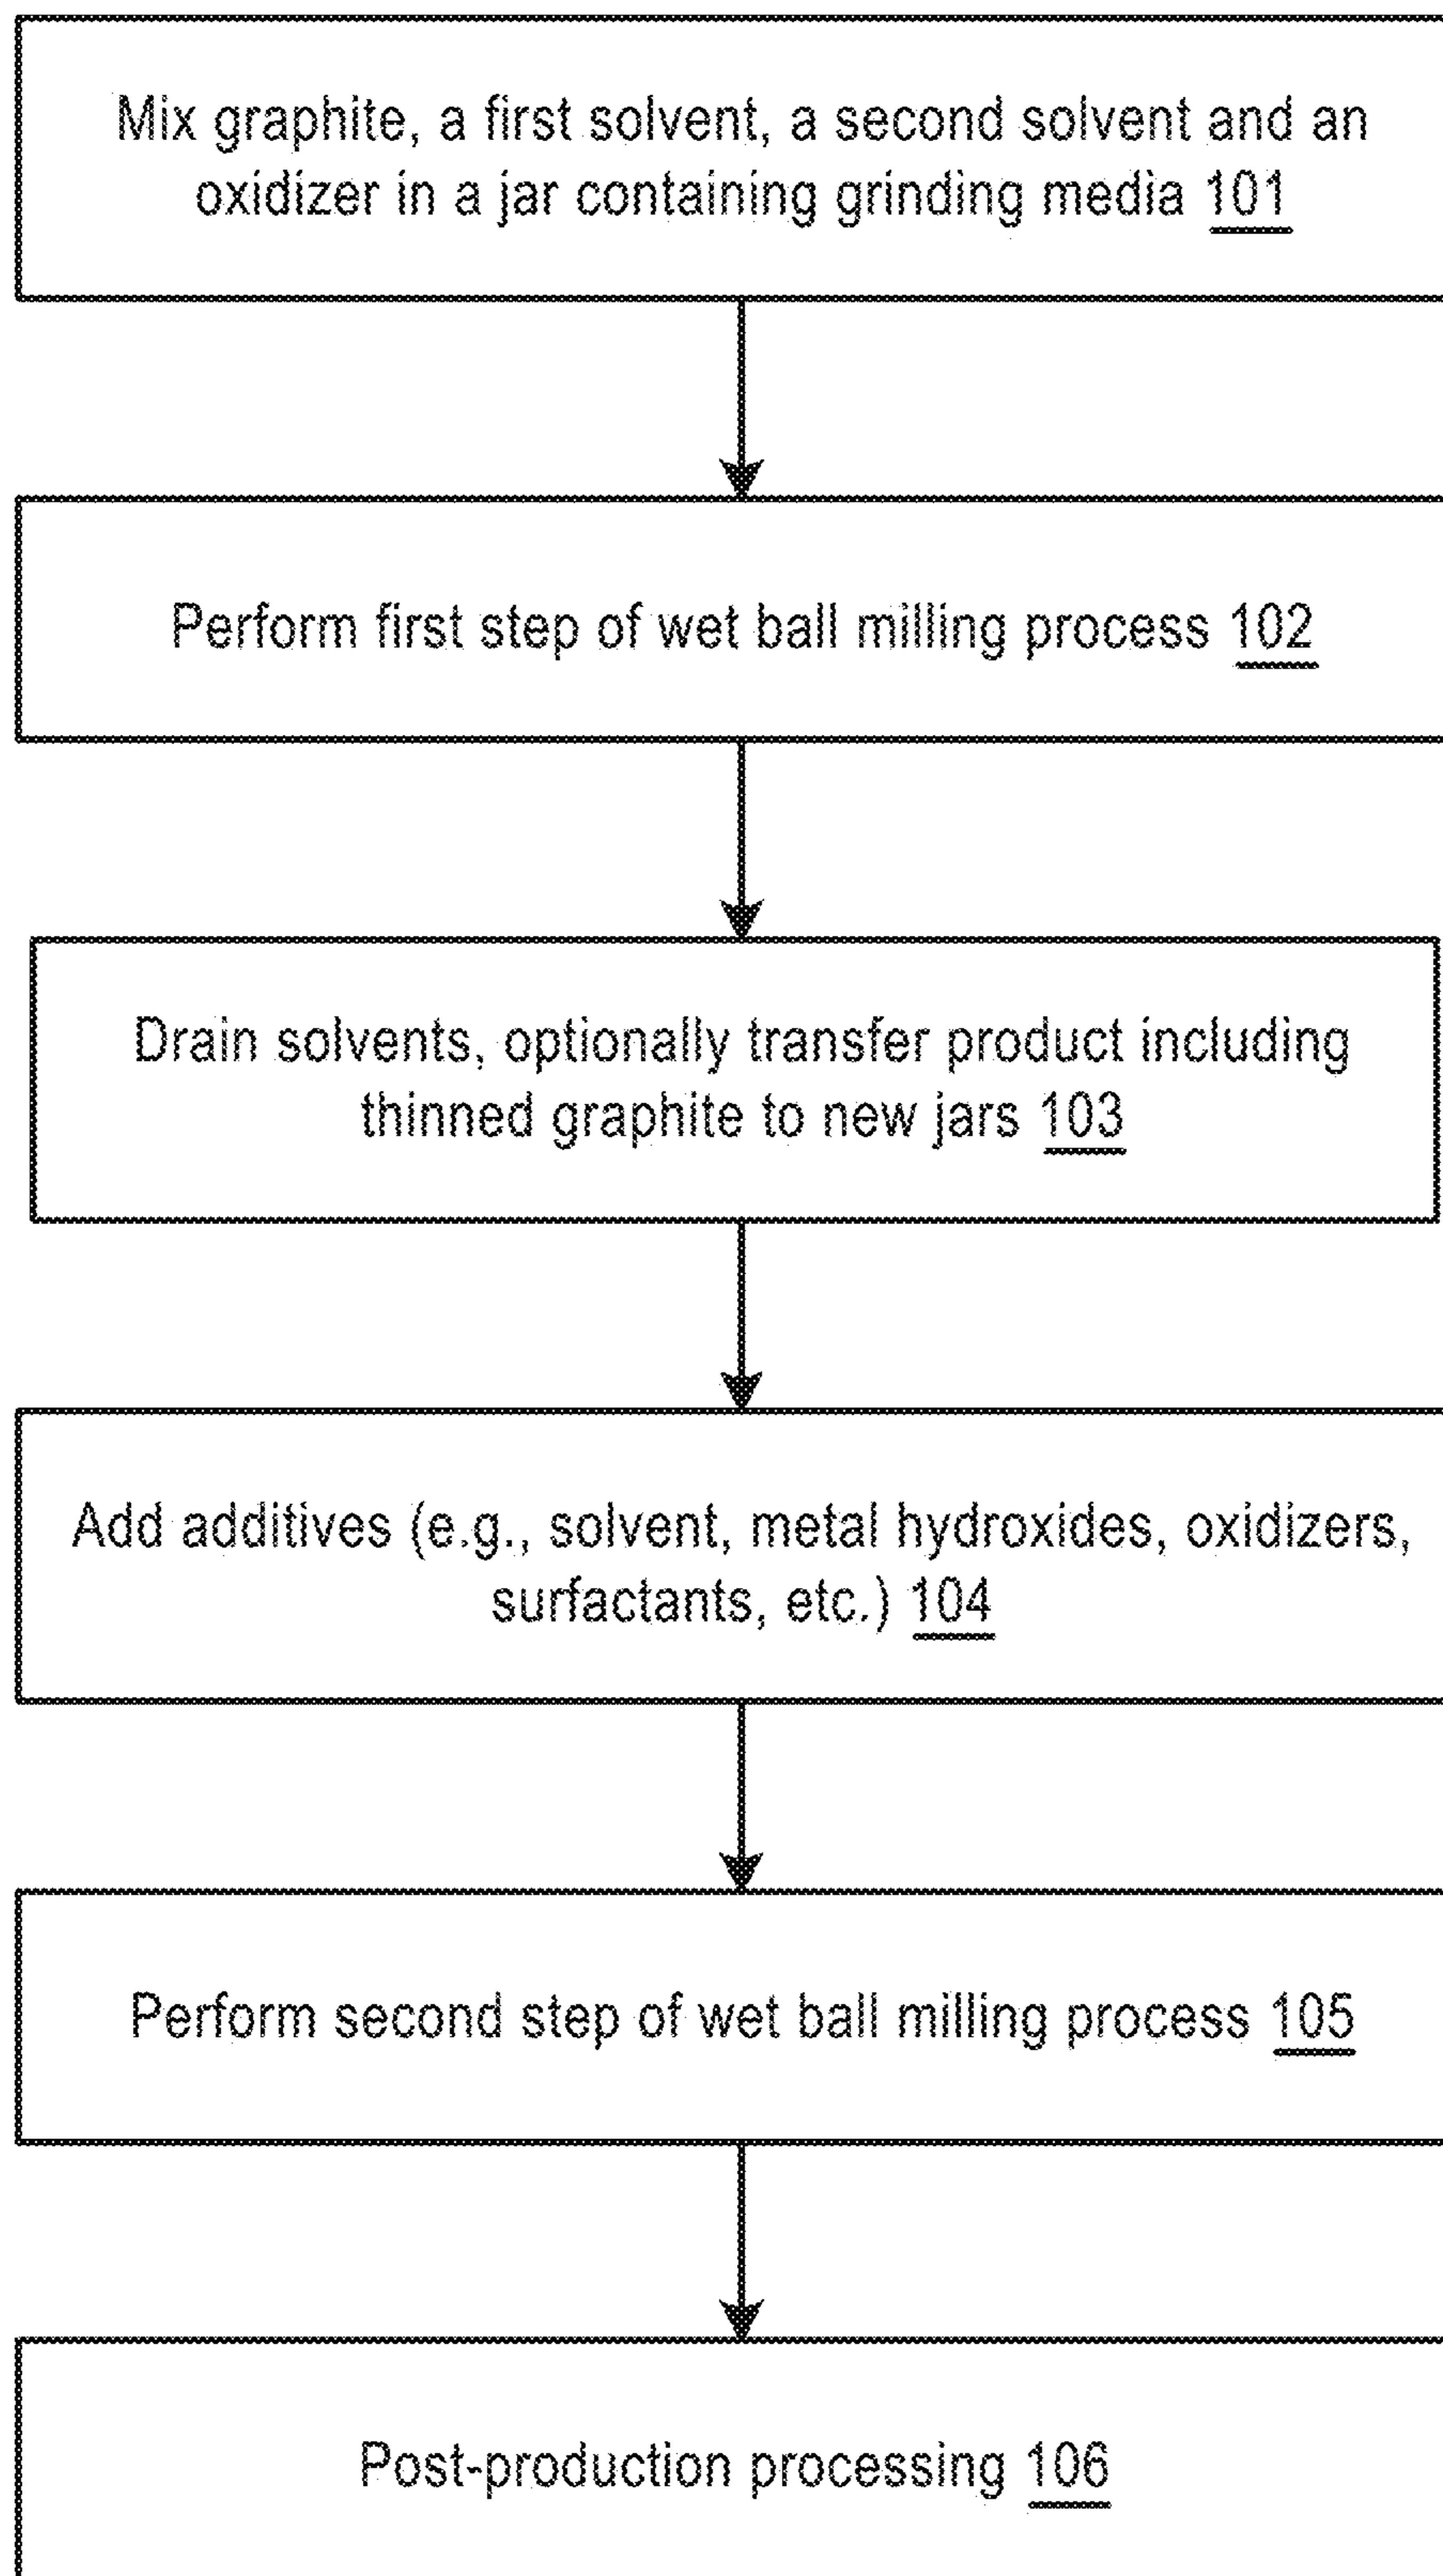 Mix graphite, a first solvent, a second solvent and an
oxidizer in a jar containing grinding media 101
Perform first step of wet ball milling process 102
Drain solvents, optionally transfer product including
thinned graphite to new jars 103
Add additives (e.g., solvent, metal hydroxides, oxidizers,
surfactants, etc.) 104
Perform second step of wet ball milling process 105
Post-production processing 106